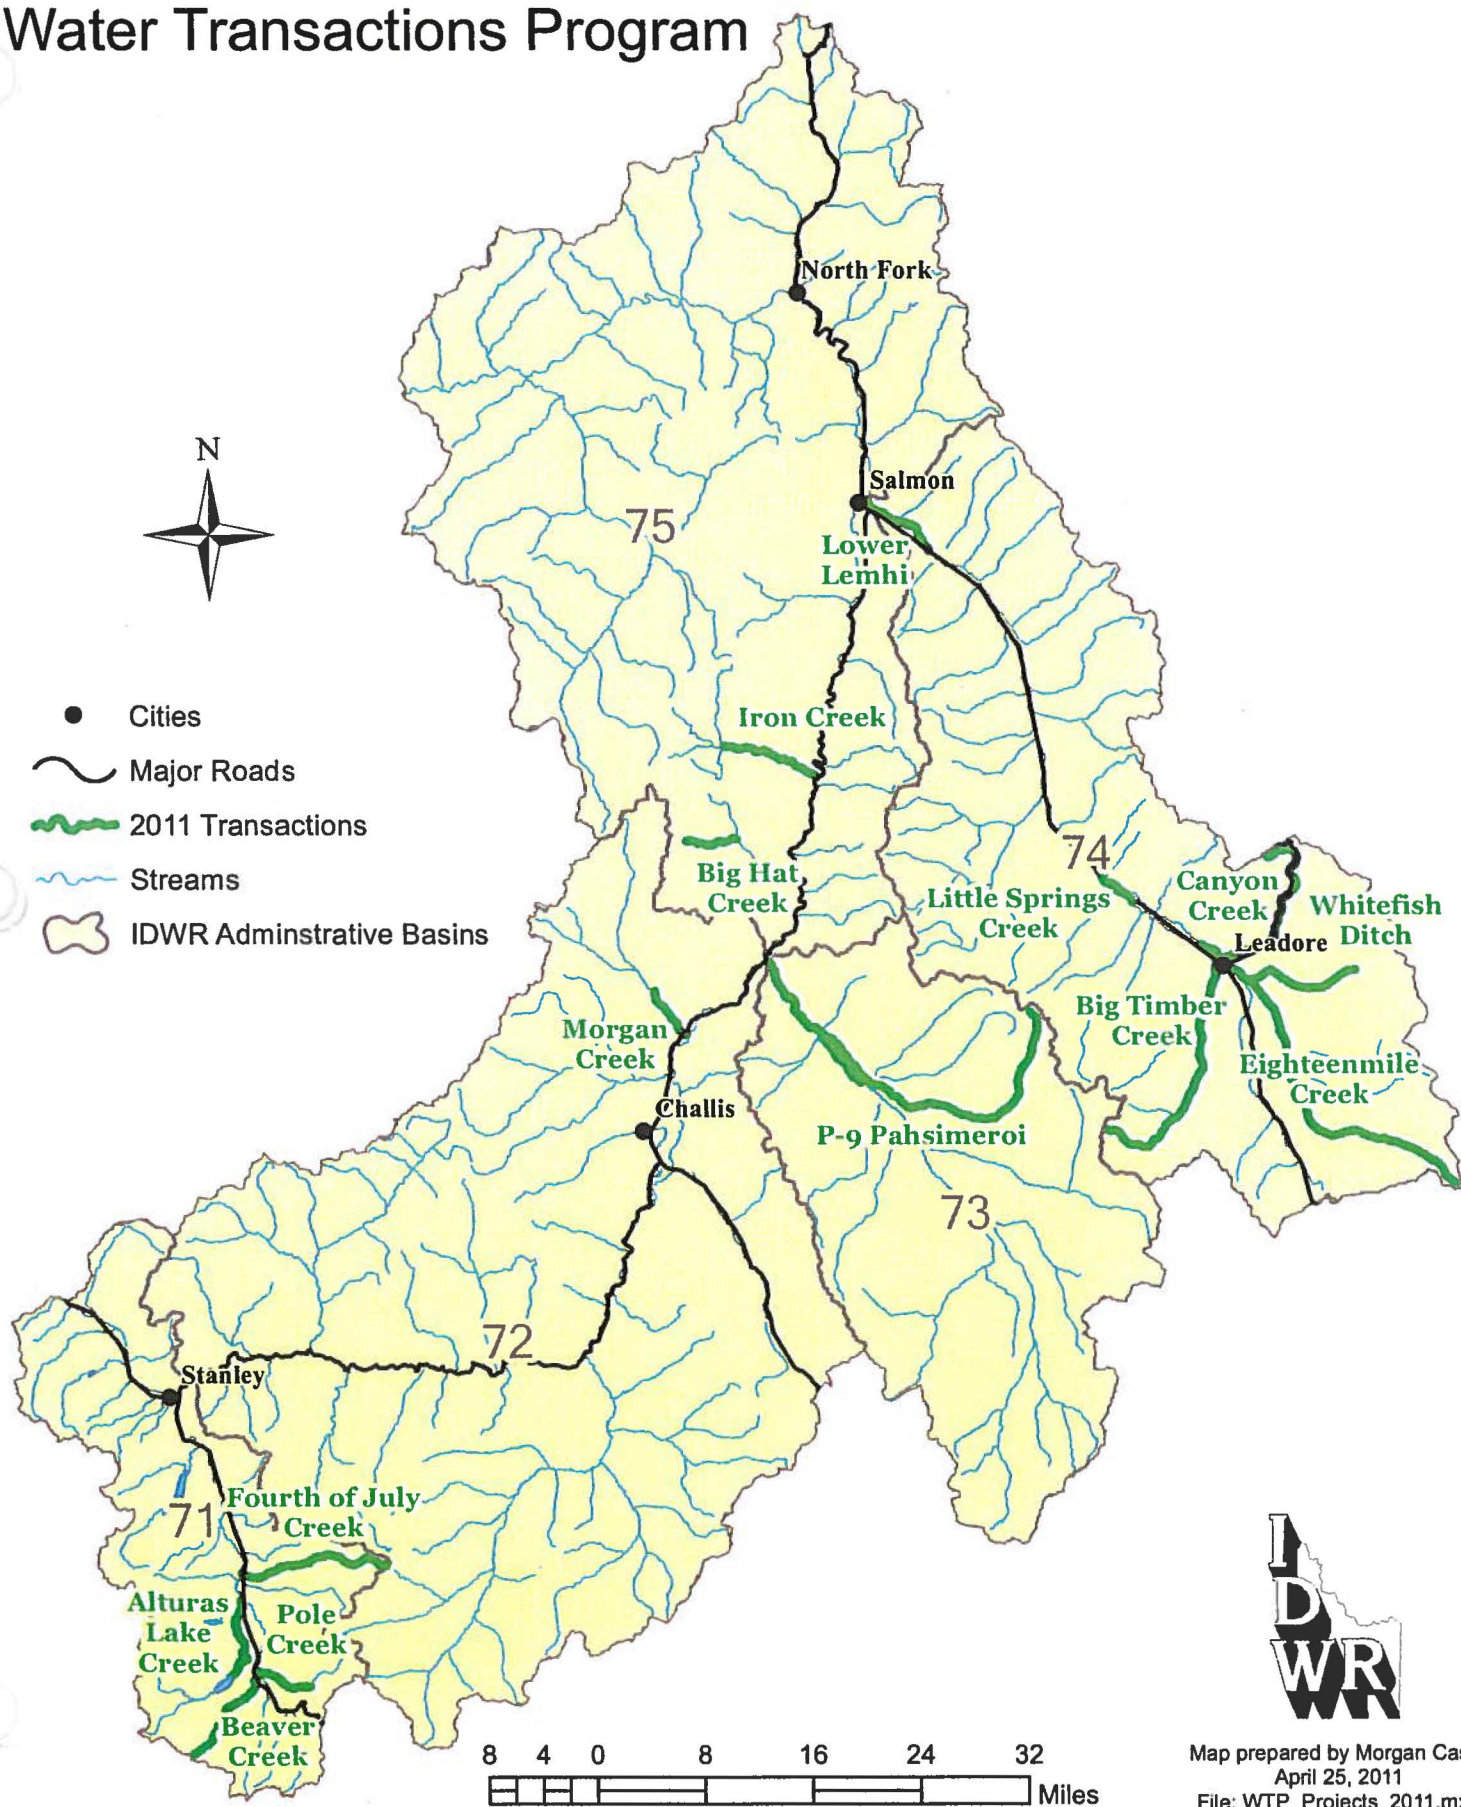 Water Transactions Program
North Fork
N
Salmon
75
Lower
Lemhi
Cities
Major Roads
2011 Transactions
Streams
IDWR Adminstrative Basins
Iron Creek
74
Big Hat
Creek
Little Springs
Creek
Canyon
Creek
Whitefish
Ditch
Leadore
Big Timber
Creek
Morgan
Creek
Eighteenmile
Creek
Challis
P-9 Pahsimeroi
73
72
Stanley
71
Fourth of July
Creek
Alturas
Lake
Creek
Pole
Creek
Beaver
Creek
I
D
WR
8 4 0 8 16 24 32
Miles
Map prepared by Morgan
April 25, 2011
File: WTP_Projects_2011